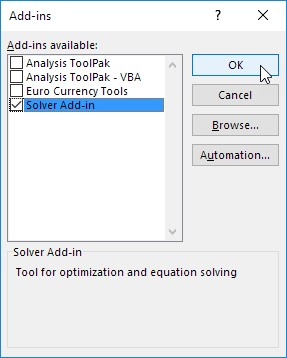 Add-ins
?
Add-ins available:
Analysis ToolPak
Analysis ToolPak - VBA
Euro Currency Tools
Solver Add-in
OK
Cancel
Browse...
Automation...
Solver Add-in
Tool for optimization and equation solving